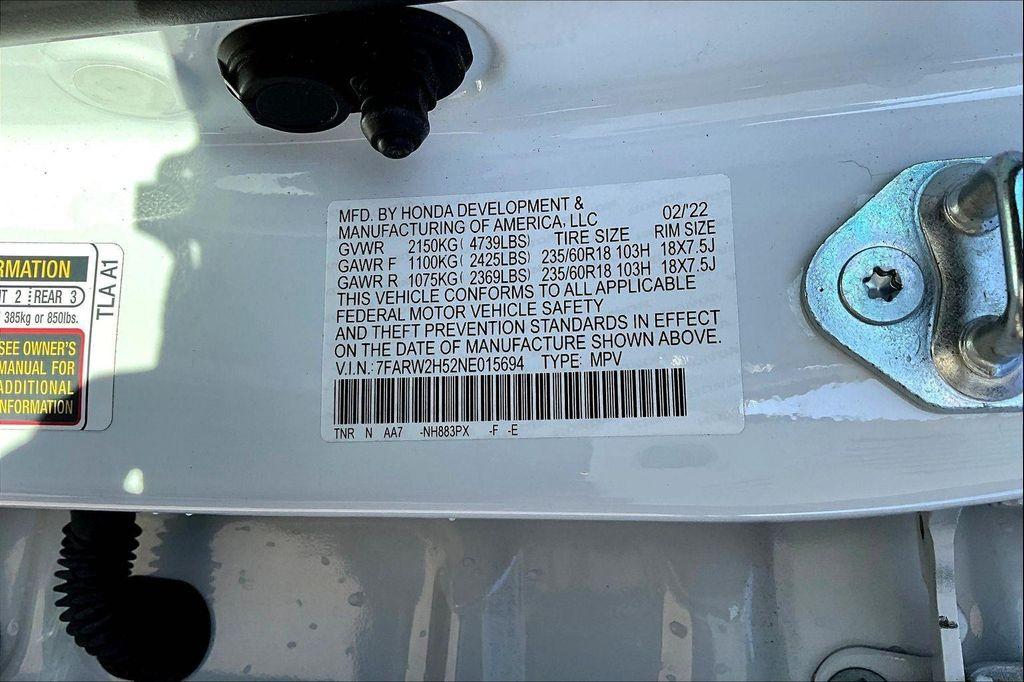 RMATION
2 REAR 3
385kg or 850lbs.
SEE OWNER'S
MANUAL FOR
ADDITIONAL
NFORMATION
TLA A1
MFD. BY HONDA DEVELOPMENT &
MANUFACTURING OF AMERICA, LLC 02/'22
GVWR 2150KG( 4739LBS) TIRE SIZE RIM SIZE
GAWR F 1100KG( 2425LBS) 235/60R18 103H 18X7.5J
GAWR R 1075KG( 2369LBS) 235/60R18 103H 18X7.5J
THIS VEHICLE CONFORMS TO ALL APPLICABLE
FEDERAL MOTOR VEHICLE SAFETY
AND THEFT PREVENTION STANDARDS IN EFFECT
ON THE DATE OF MANUFACTURE SHOWN ABOVE.
V.I.N.:7FARW2H52NE015694 TYPE: MPV
TNR N AA7 -NH883PX -F -E